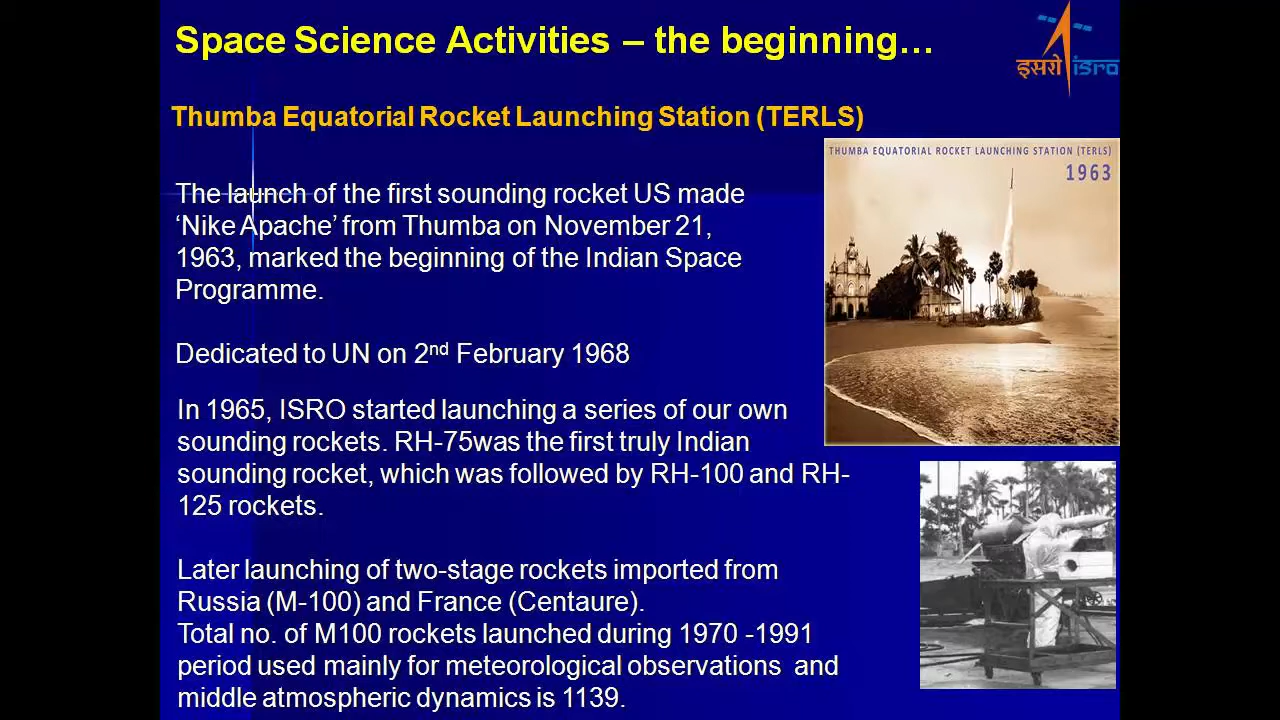 Space Science Activities – the beginning…
इसरो isro
Thumba Equatorial Rocket Launching Station (TERLS)
THUMBA EQUATORIAL ROCKET LAUNCHING STATION (TERLS)
1963
The launch of the first sounding rocket US made
‘Nike Apache’ from Thumba on November 21,
1963, marked the beginning of the Indian Space
Programme.
Dedicated to UN on 2nd February 1968
In 1965, ISRO started launching a series of our own
sounding rockets. RH-75was the first truly Indian
sounding rocket, which was followed by RH-100 and RH-
125 rockets.
Later launching of two-stage rockets imported from
Russia (M-100) and France (Centaure).
Total no. of M100 rockets launched during 1970 -1991
period used mainly for meteorological observations  and
middle atmospheric dynamics is 1139.